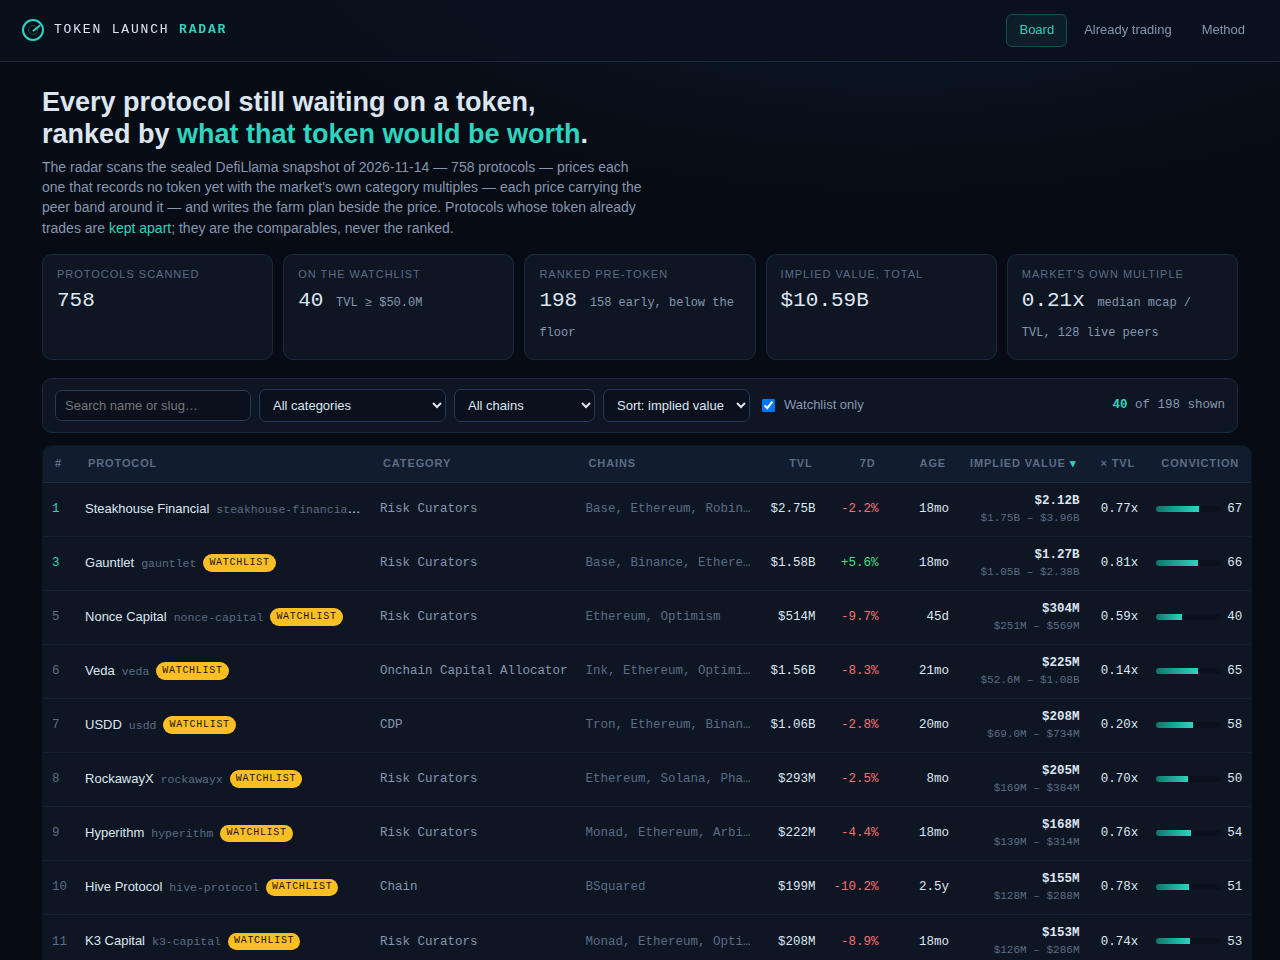 TOKEN LAUNCH RADAR
Board
Already trading
Method
Every protocol still waiting on a token,
ranked by what that token would be worth.
The radar scans the sealed DefiLlama snapshot of 2026-11-14 — 758 protocols — prices each
one that records no token yet with the market's own category multiples — each price carrying the
peer band around it — and writes the farm plan beside the price. Protocols whose token already
trades are kept apart; they are the comparables, never the ranked.
PROTOCOLS SCANNED
758
ON THE WATCHLIST
40 TVL ≥ $50.0M
RANKED PRE-TOKEN
198 158 early, below the
floor
IMPLIED VALUE, TOTAL
$10.59B
MARKET'S OWN MULTIPLE
0.21x median mcap /
TVL, 128 live peers
Search name or slug…
All categories
All chains
Sort: implied value
Watchlist only
40 of 198 shown
# PROTOCOL CATEGORY CHAINS TVL 7D AGE IMPLIED VALUE ▼ × TVL CONVICTION
1 Steakhouse Financial steakhouse-financia… Risk Curators Base, Ethereum, Robin… $2.75B -2.2% 18mo $2.12B 0.77x 67
$1.75B – $3.96B
3 Gauntlet gauntlet WATCHLIST Risk Curators Base, Binance, Ethere… $1.58B +5.6% 18mo $1.27B 0.81x 66
$1.05B – $2.38B
5 Nonce Capital nonce-capital WATCHLIST Risk Curators Ethereum, Optimism $514M -9.7% 45d $304M 0.59x 40
$251M – $569M
6 Veda veda WATCHLIST Onchain Capital Allocator Ink, Ethereum, Optimi… $1.56B -8.3% 21mo $225M 0.14x 65
$52.6M – $1.08B
7 USDD usdd WATCHLIST CDP Tron, Ethereum, Binan… $1.06B -2.8% 20mo $208M 0.20x 58
$69.0M – $734M
8 RockawayX rockawayx WATCHLIST Risk Curators Ethereum, Solana, Pha… $293M -2.5% 8mo $205M 0.70x 50
$169M – $384M
9 Hyperithm hyperithm WATCHLIST Risk Curators Monad, Ethereum, Arbi… $222M -4.4% 18mo $168M 0.76x 54
$139M – $314M
10 Hive Protocol hive-protocol WATCHLIST Chain BSquared $199M -10.2% 2.5y $155M 0.78x 51
$128M – $288M
11 K3 Capital k3-capital WATCHLIST Risk Curators Monad, Ethereum, Opti… $208M -8.9% 18mo $153M 0.74x 53
$126M – $286M